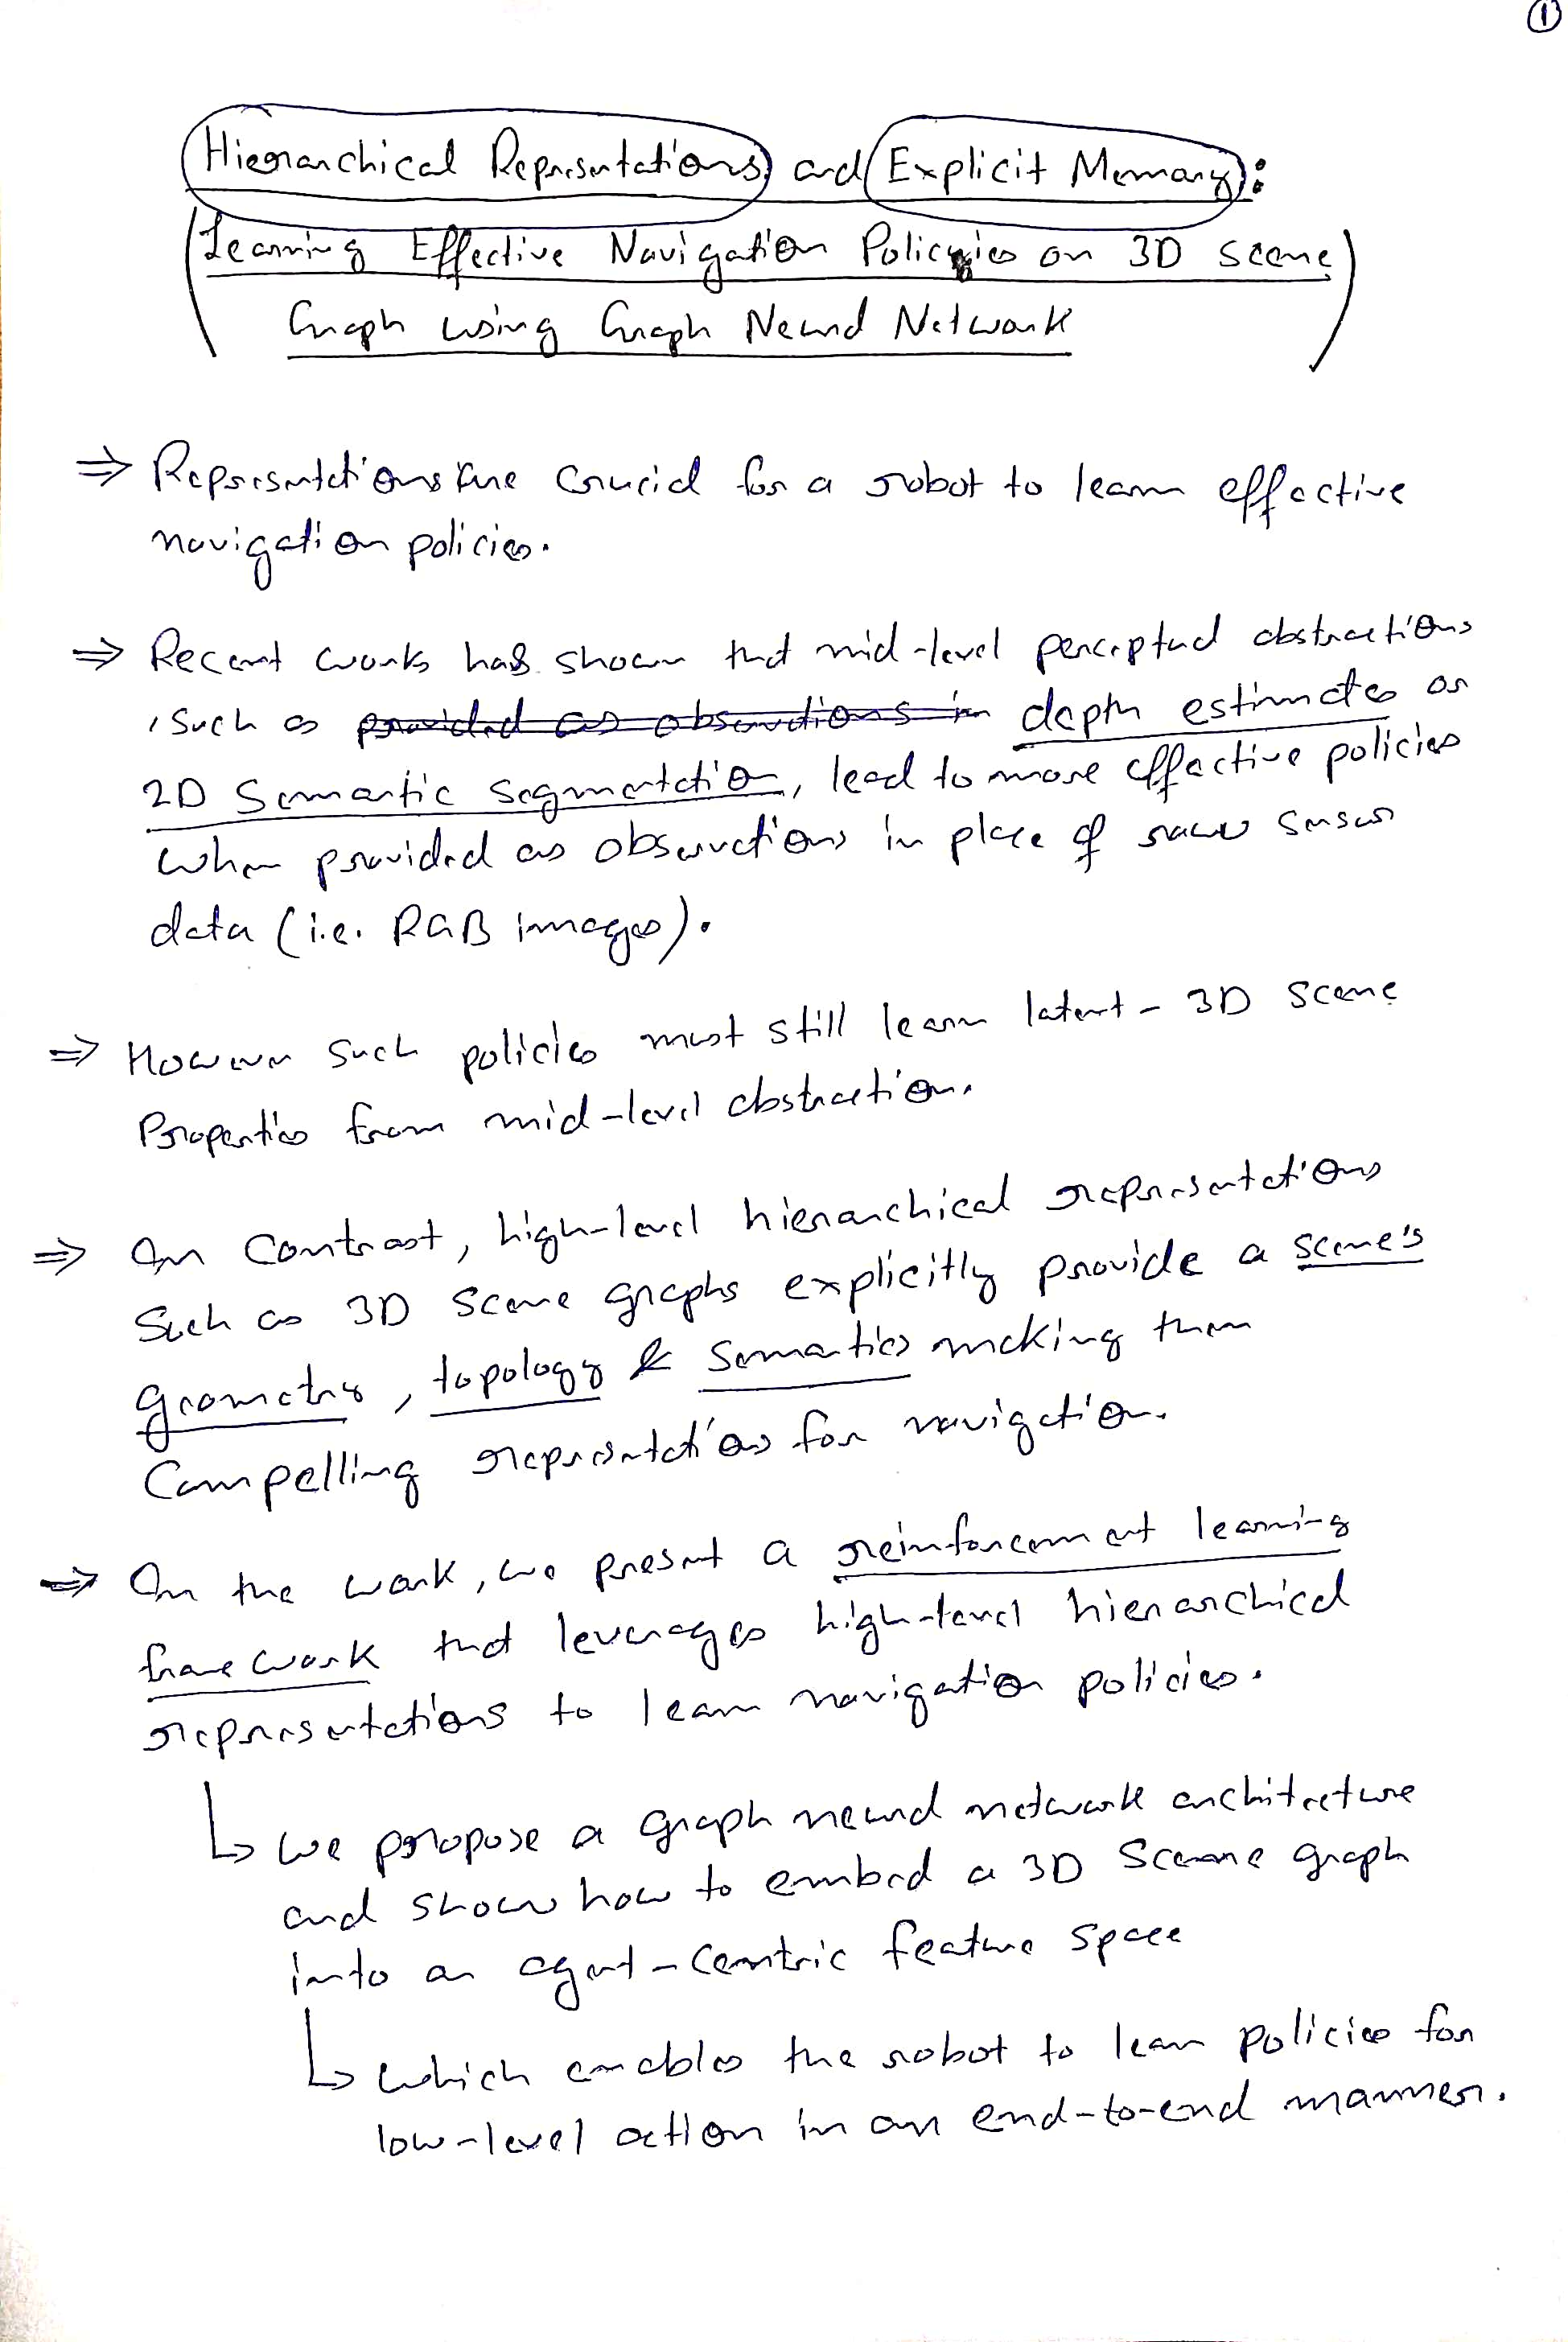 ①
Hierarchical Representations and Explicit Memory:
Learning Effective Navigation Policies on 3D scene
Graph using Graph Neural Network
⇒ Representations are crucial for a robot to learn effective
navigation policies.
⇒ Recent works has shown that mid-level perceptual abstractions
, such as provided as observations in depth estimates or
2D Semantic segmentation, lead to more effective policies
when provided as observations in place of raw sensor
data (i.e. RGB images).
⇒ However such policies must still learn latent - 3D scene
Properties from mid-level abstraction.
⇒ In contrast, high-level hierarchical representations
Such as 3D Scene graphs explicitly provide a scene's
geometry, topology & Semantics making them
Compelling representations for navigation.
⇒ In the work, we present a reinforcement learning
frame work that leverages high-level hierarchical
representations to learn navigation policies.
↳ we propose a graph neural network architecture
and show how to embed a 3D Scene graph
into an agent-centric feature space
↳ which enables the robot to learn policies for
low-level action in an end-to-end manner.